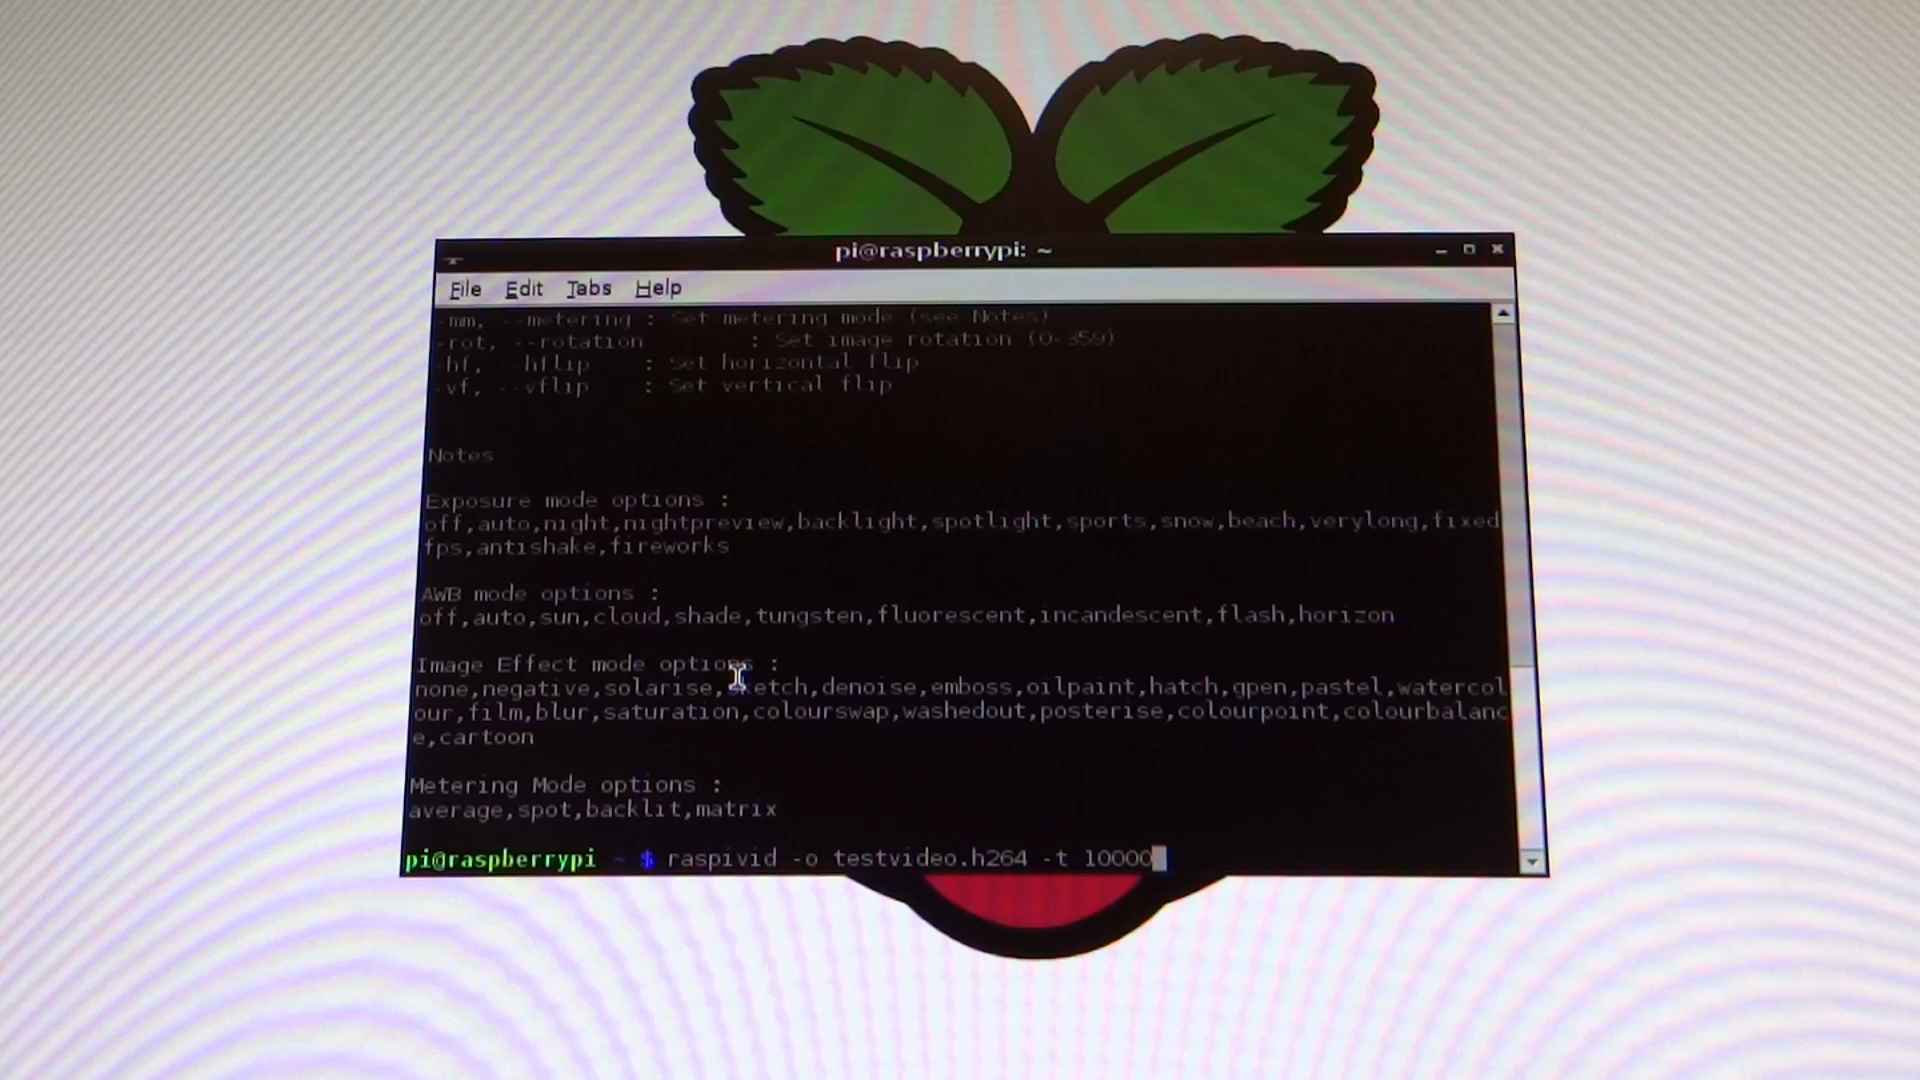 pi@raspberrypi: ~
File Edit Tabs Help
-mm, --metering : Set metering mode (see Notes)
-rot, --rotation : Set image rotation (0-359)
-hf, --hflip : Set horizontal flip
-vf, --vflip : Set vertical flip
Notes
Exposure mode options :
off,auto,night,nightpreview,backlight,spotlight,sports,snow,beach,verylong,fixed
fps,antishake,fireworks
AWB mode options :
off,auto,sun,cloud,shade,tungsten,fluorescent,incandescent,flash,horizon
Image Effect mode options :
none,negative,solarise,sketch,denoise,emboss,oilpaint,hatch,gpen,pastel,watercol
our,film,blur,saturation,colourswap,washedout,posterise,colourpoint,colourbalanc
e,cartoon
Metering Mode options :
average,spot,backlit,matrix
pi@raspberrypi ~ $ raspivid -o testvideo.h264 -t 10000